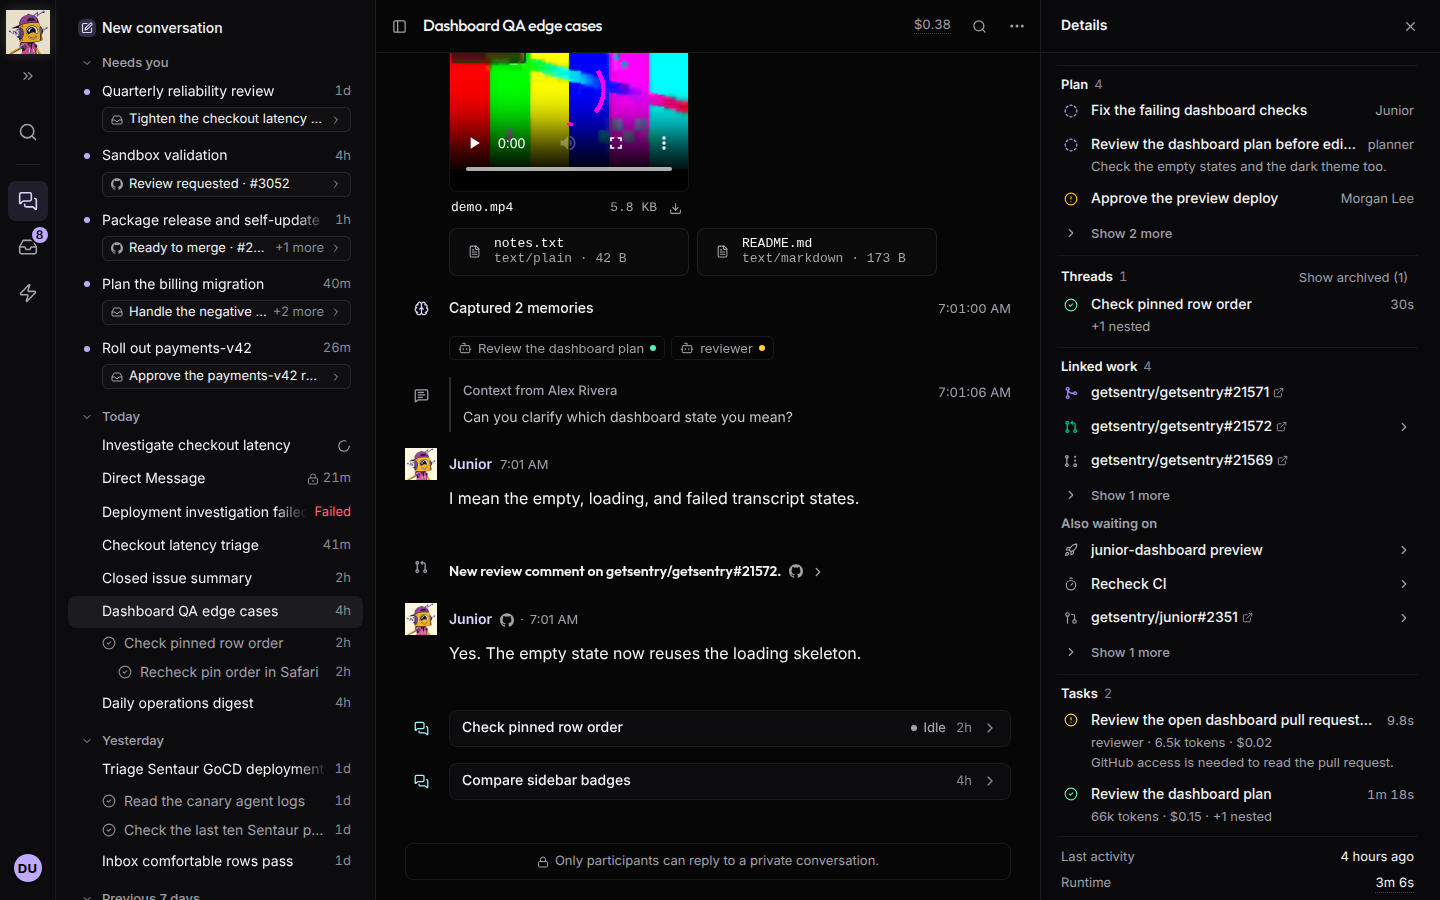 New conversation
Needs you
Quarterly reliability review 1d
Tighten the checkout latency ...
Sandbox validation 4h
Review requested · #3052
Package release and self-update 1h
Ready to merge · #2... +1 more
Plan the billing migration 40m
Handle the negative ... +2 more
Roll out payments-v42 26m
Approve the payments-v42 r...
Today
Investigate checkout latency
Direct Message 21m
Deployment investigation failed Failed
Checkout latency triage 41m
Closed issue summary 2h
Dashboard QA edge cases 4h
Check pinned row order 2h
Recheck pin order in Safari 2h
Daily operations digest 4h
Yesterday
Triage Sentaur GoCD deployment 1d
Read the canary agent logs 1d
Check the last ten Sentaur p... 1d
Inbox comfortable rows pass 1d
Previous 7 days
8
DU
Dashboard QA edge cases $0.38
0:00
demo.mp4 5.8 KB
notes.txt
text/plain · 42 B
README.md
text/markdown · 173 B
Captured 2 memories 7:01:00 AM
Review the dashboard plan
reviewer
Context from Alex Rivera 7:01:06 AM
Can you clarify which dashboard state you mean?
Junior 7:01 AM
I mean the empty, loading, and failed transcript states.
New review comment on getsentry/getsentry#21572.
Junior · 7:01 AM
Yes. The empty state now reuses the loading skeleton.
Check pinned row order Idle 2h
Compare sidebar badges 4h
Only participants can reply to a private conversation.
Details
Plan 4
Fix the failing dashboard checks Junior
Review the dashboard plan before edi... planner
Check the empty states and the dark theme too.
Approve the preview deploy Morgan Lee
Show 2 more
Threads 1 Show archived (1)
Check pinned row order 30s
+1 nested
Linked work 4
getsentry/getsentry#21571
getsentry/getsentry#21572
getsentry/getsentry#21569
Show 1 more
Also waiting on
junior-dashboard preview
Recheck CI
getsentry/junior#2351
Show 1 more
Tasks 2
Review the open dashboard pull request... 9.8s
reviewer · 6.5k tokens · $0.02
GitHub access is needed to read the pull request.
Review the dashboard plan 1m 18s
66k tokens · $0.15 · +1 nested
Last activity 4 hours ago
Runtime 3m 6s